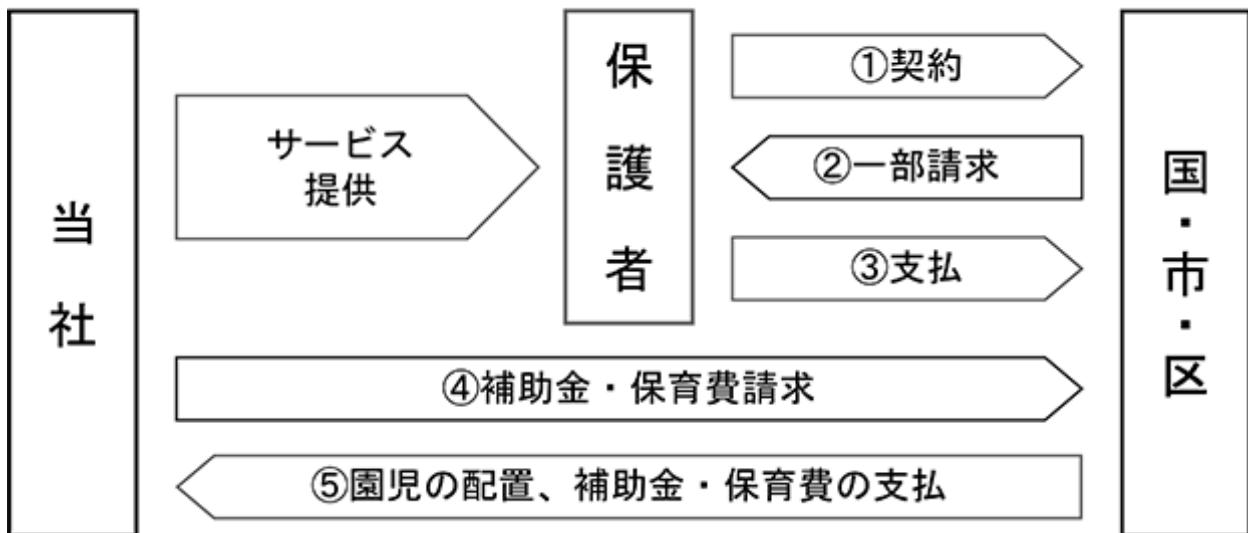 当社
サービス
提供
保護者
①契約
②一部請求
③支払
④補助金・保育費請求
⑤園児の配置、補助金・保育費の支払
国・市・区